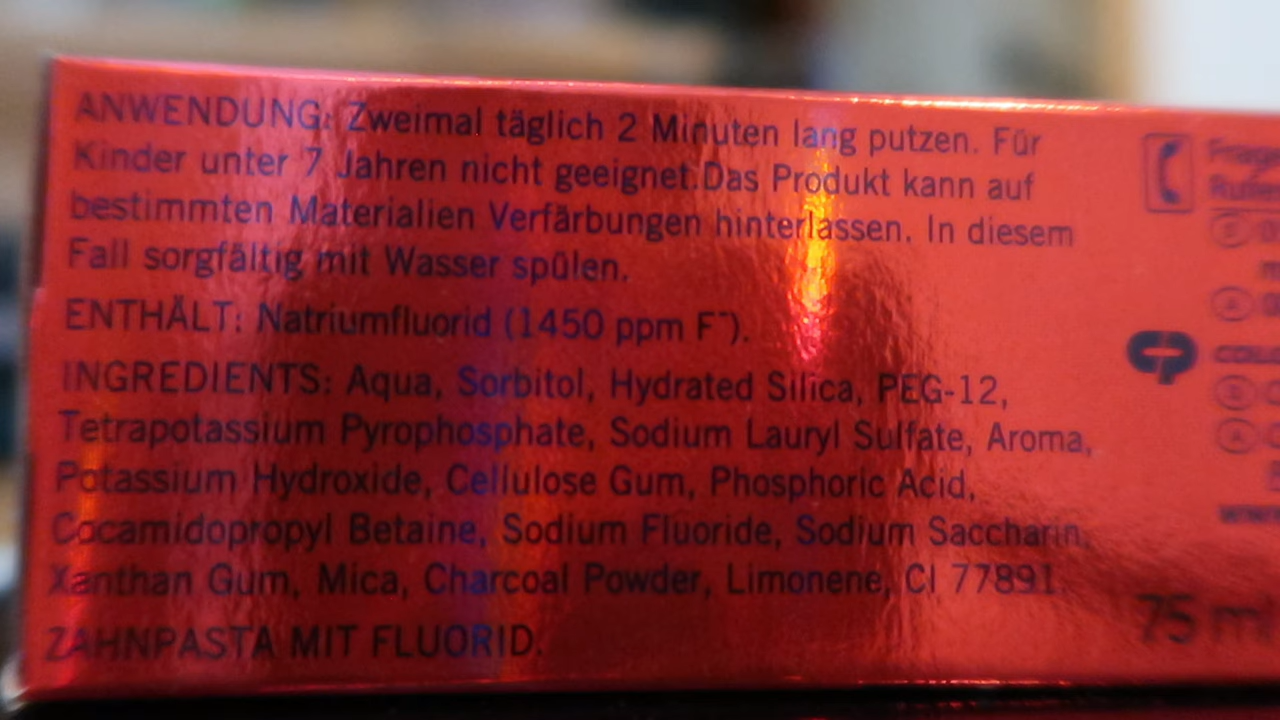 ANWENDUNG: Zweimal täglich 2 Minuten lang putzen. Für
Kinder unter 7 Jahren nicht geeignet.Das Produkt kann auf
bestimmten Materialien Verfärbungen hinterlassen. In diesem
Fall sorgfältig mit Wasser spülen.
ENTHÄLT: Natriumfluorid (1450 ppm F⁻).
INGREDIENTS: Aqua, Sorbitol, Hydrated Silica, PEG-12,
Tetrapotassium Pyrophosphate, Sodium Lauryl Sulfate, Aroma,
Potassium Hydroxide, Cellulose Gum, Phosphoric Acid,
Cocamidopropyl Betaine, Sodium Fluoride, Sodium Saccharin,
Xanthan Gum, Mica, Charcoal Powder, Limonene, CI 77891
ZAHNPASTA MIT FLUORID.
75 ml